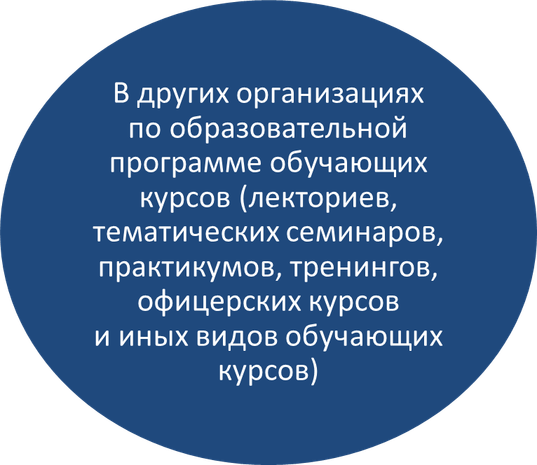 В других организациях
по образовательной
программе обучающих
курсов (лекториев,
тематических семинаров,
практикумов, тренингов,
офицерских курсов
и иных видов обучающих
курсов)